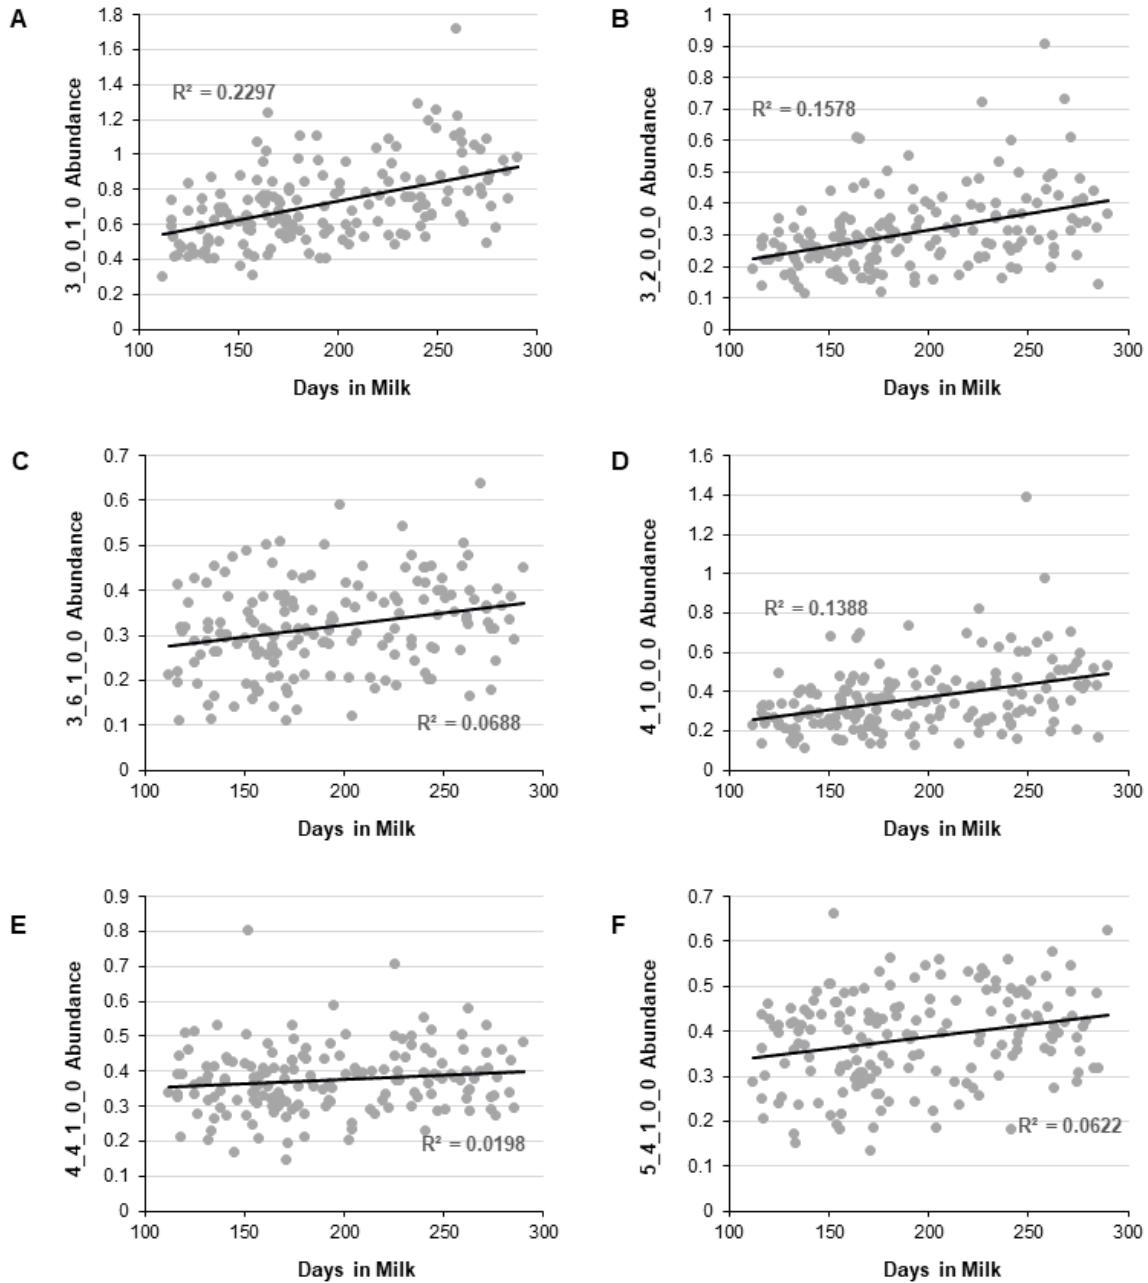 A
1.8
1.6
1.4
1.2
1
0.8
0.6
0.4
0.2
0
3_0_0_1_0 Abundance
R² = 0.2297
100 150 200 250 300
Days in Milk
B
1
0.9
0.8
0.7
0.6
0.5
0.4
0.3
0.2
0.1
0
3_2_0_0_0 Abundance
R² = 0.1578
100 150 200 250 300
Days in Milk
C
0.7
0.6
0.5
0.4
0.3
0.2
0.1
0
3_6_1_0_0 Abundance
R² = 0.0688
100 150 200 250 300
Days in Milk
D
1.6
1.4
1.2
1
0.8
0.6
0.4
0.2
0
4_1_0_0_0 Abundance
R² = 0.1388
100 150 200 250 300
Days in Milk
E
0.9
0.8
0.7
0.6
0.5
0.4
0.3
0.2
0.1
0
4_4_1_0_0 Abundance
R² = 0.0198
100 150 200 250 300
Days in Milk
F
0.7
0.6
0.5
0.4
0.3
0.2
0.1
0
5_4_1_0_0 Abundance
R² = 0.0622
100 150 200 250 300
Days in Milk